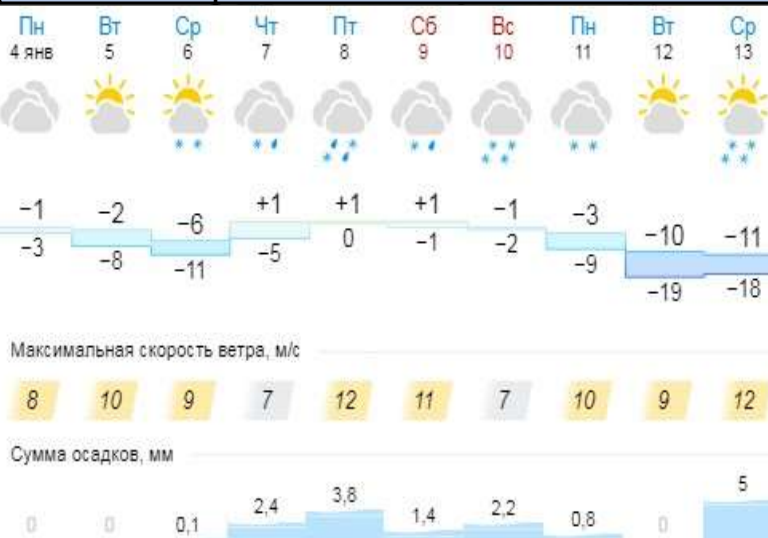 Пн Вт Ср Чт Пт Сб Вс Пн Вт Ср
4 янв 5 6 7 8 9 10 11 12 13
−1 −2 −6 +1 +1 +1 −1 −3 −10 −11
−3 −8 −11 −5 0 −1 −2 −9 −19 −18
Максимальная скорость ветра, м/с
8 10 9 7 12 11 7 10 9 12
Сумма осадков, мм
0 0 0,1 2,4 3,8 1,4 2,2 0,8 0 5